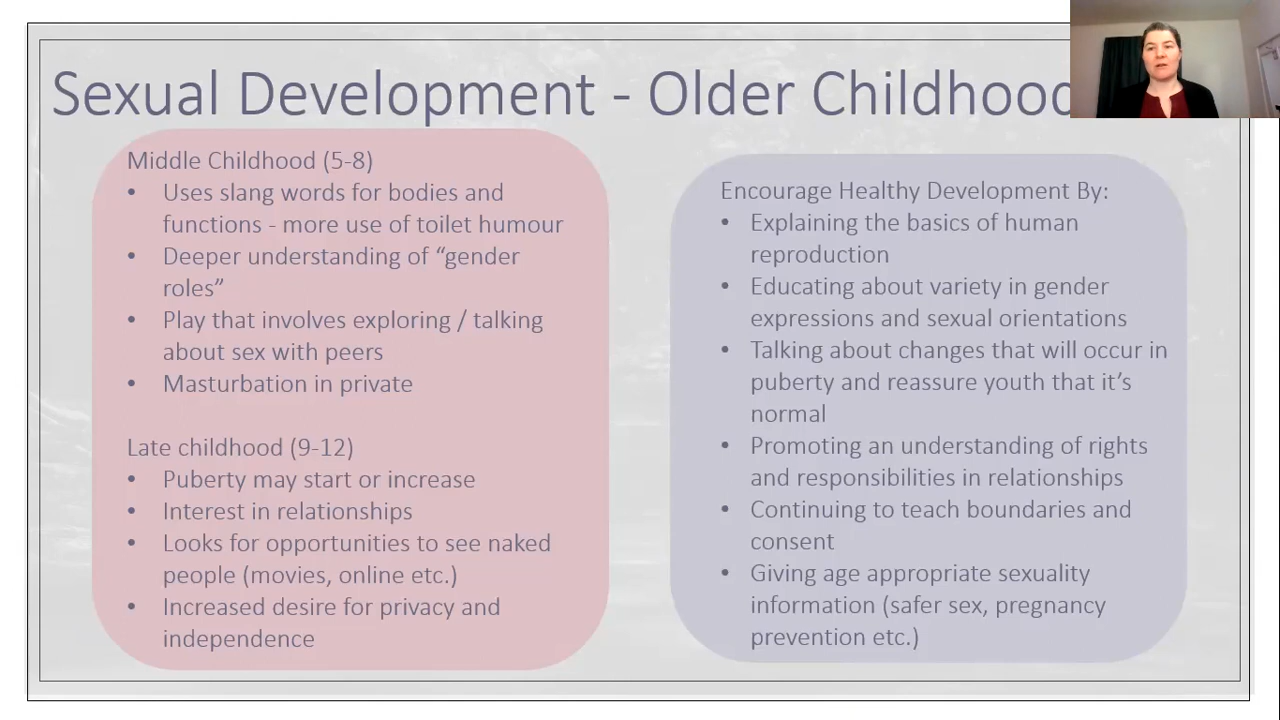 Sexual Development - Older Childhood
Middle Childhood (5-8)
• Uses slang words for bodies and
functions - more use of toilet humour
• Deeper understanding of “gender
roles”
• Play that involves exploring / talking
about sex with peers
• Masturbation in private
Late childhood (9-12)
• Puberty may start or increase
• Interest in relationships
• Looks for opportunities to see naked
people (movies, online etc.)
• Increased desire for privacy and
independence
Encourage Healthy Development By:
• Explaining the basics of human
reproduction
• Educating about variety in gender
expressions and sexual orientations
• Talking about changes that will occur in
puberty and reassure youth that it’s
normal
• Promoting an understanding of rights
and responsibilities in relationships
• Continuing to teach boundaries and
consent
• Giving age appropriate sexuality
information (safer sex, pregnancy
prevention etc.)